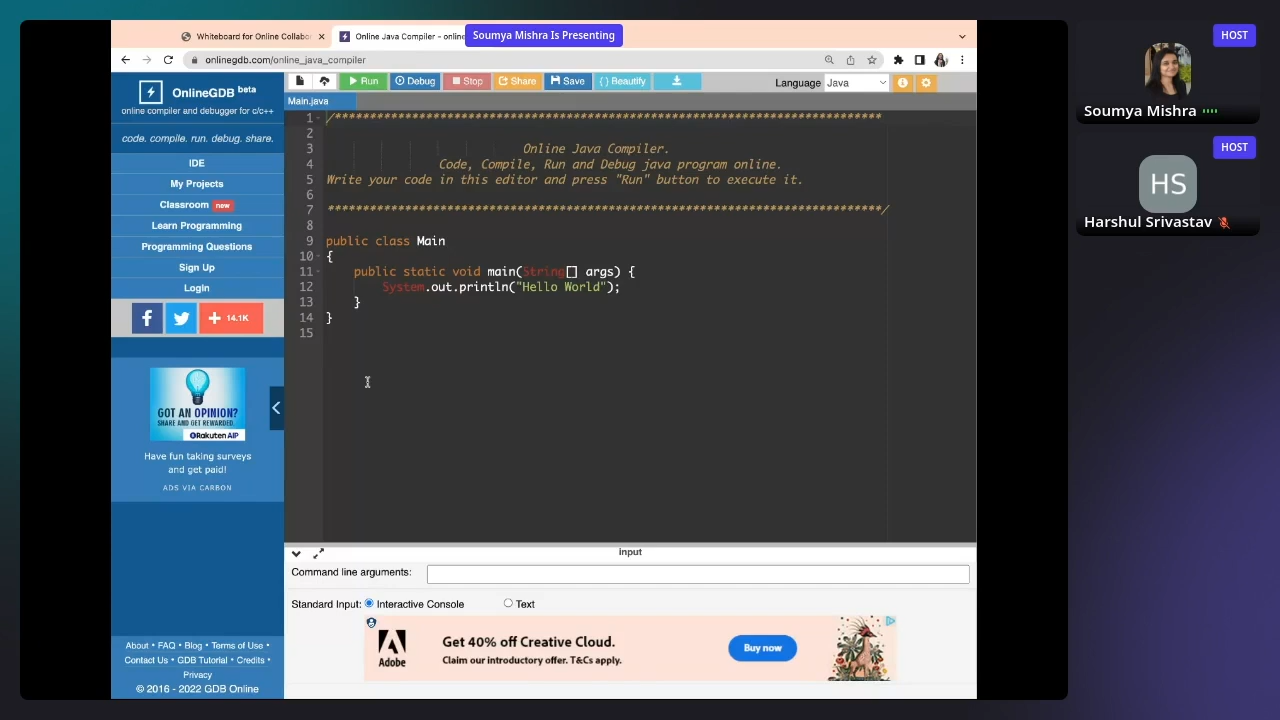 Whiteboard for Online Collabo
Online Java Compiler - online
Soumya Mishra Is Presenting
onlinegdb.com/online_java_compiler
OnlineGDB beta
online compiler and debugger for c/c++
code. compile. run. debug. share.
IDE
My Projects
Classroom new
Learn Programming
Programming Questions
Sign Up
Login
f
+ 14.1K
GOT AN OPINION?
SHARE AND GET REWARDED.
Rakuten AIP
Have fun taking surveys
and get paid!
ADS VIA CARBON
About • FAQ • Blog • Terms of Use •
Contact Us • GDB Tutorial • Credits •
Privacy
© 2016 - 2022 GDB Online
Run
Debug
Stop
Share
Save
{ } Beautify
Language
Java
Main.java
1 /******************************************************************************
2
3 Online Java Compiler.
4 Code, Compile, Run and Debug java program online.
5 Write your code in this editor and press "Run" button to execute it.
6
7 *******************************************************************************/
8
9 public class Main
10 {
11 public static void main(String[] args) {
12 System.out.println("Hello World");
13 }
14 }
15
input
Command line arguments:
Standard Input: Interactive Console Text
Adobe
Get 40% off Creative Cloud.
Claim our introductory offer. T&Cs apply.
Buy now
HOST
Soumya Mishra
HOST
HS
Harshul Srivastav